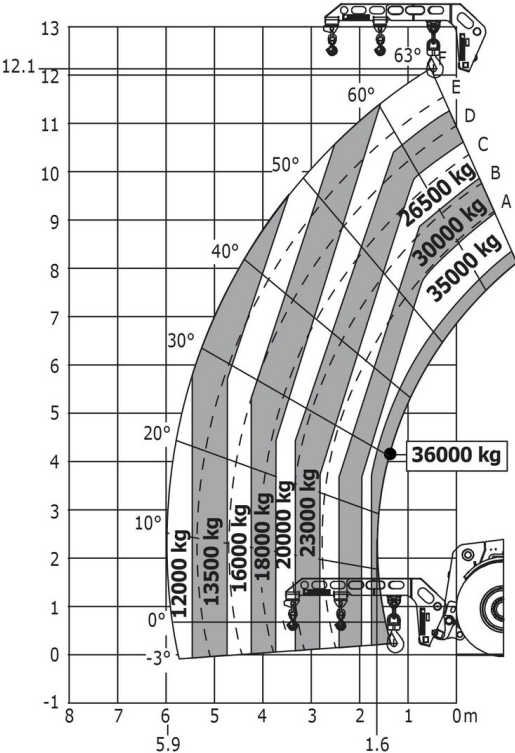 13
12.1
12
11
10
9
8
7
6
5
4
3
2
1
0
-1
63°
60°
50°
40°
30°
20°
10°
0°
-3°
F
E
D
C
B
A
26500 kg
30000 kg
35000 kg
36000 kg
12000 kg
13500 kg
16000 kg
18000 kg
20000 kg
23000 kg
8 7 6 5 4 3 2 1 0m
5.9 1.6